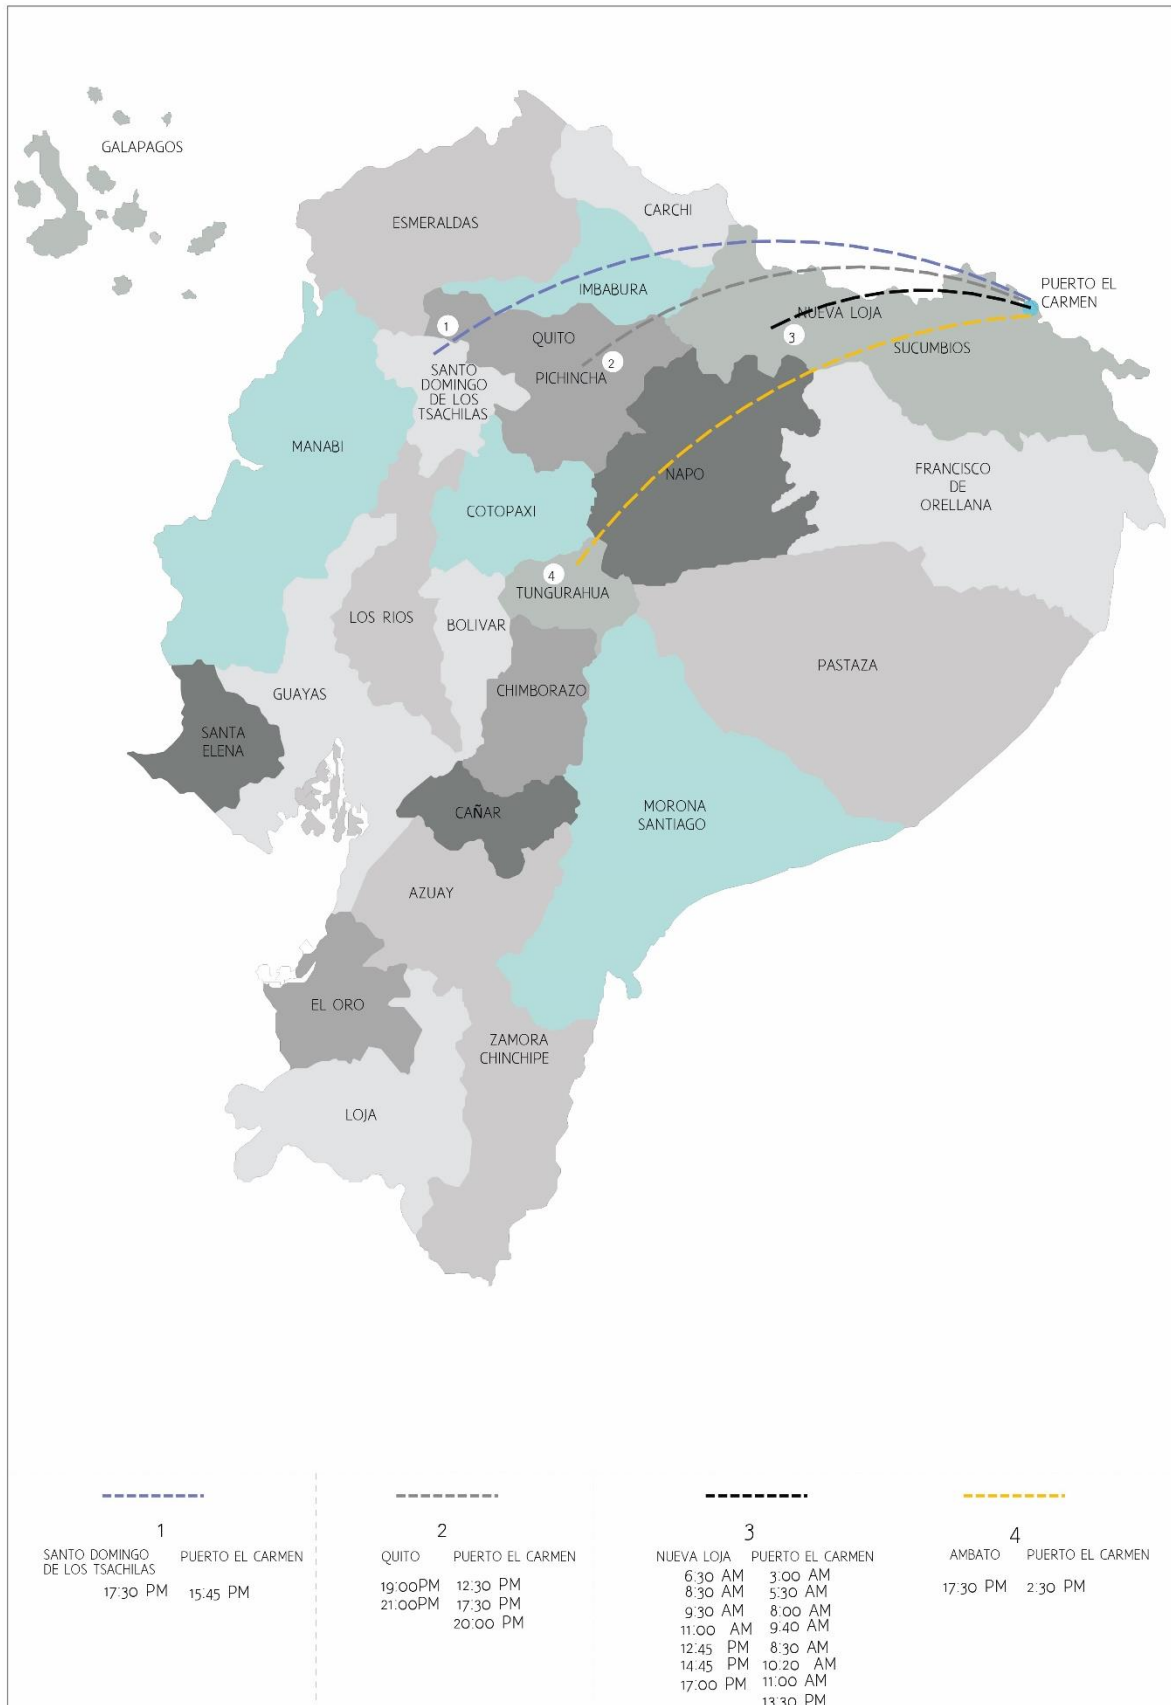 GALAPAGOS
CARCHI
ESMERALDAS
IMBABURA
PUERTO EL
CARMEN
NUEVA LOJA
1
QUITO
3
SUCUMBIOS
2
SANTO
DOMINGO
DE LOS
TSACHILAS
PICHINCHA
MANABI
NAPO
FRANCISCO
DE
ORELLANA
COTOPAXI
4
TUNGURAHUA
LOS RIOS
BOLIVAR
PASTAZA
GUAYAS
CHIMBORAZO
SANTA
ELENA
CAÑAR
MORONA
SANTIAGO
AZUAY
EL ORO
ZAMORA
CHINCHIPE
LOJA
1
SANTO DOMINGO
DE LOS TSACHILAS
PUERTO EL CARMEN
17:30 PM 15:45 PM
2
QUITO PUERTO EL CARMEN
19:00PM 12:30 PM
21:00PM 17:30 PM
20:00 PM
3
NUEVA LOJA PUERTO EL CARMEN
6:30 AM 3:00 AM
8:30 AM 5:30 AM
9:30 AM 8:00 AM
11:00 AM 9:40 AM
12:45 PM 8:30 AM
14:45 PM 10.20 AM
17:00 PM 11:00 AM
13:30 PM
4
AMBATO PUERTO EL CARMEN
17:30 PM 2:30 PM